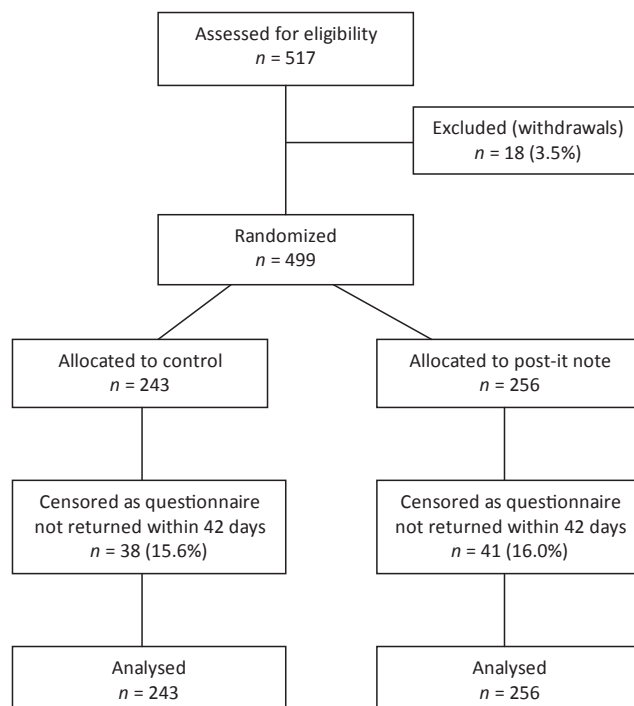 Assessed for eligibility
n = 517
Excluded (withdrawals)
n = 18 (3.5%)
Randomized
n = 499
Allocated to control
n = 243
Allocated to post-it note
n = 256
Censored as questionnaire
not returned within 42 days
n = 38 (15.6%)
Censored as questionnaire
not returned within 42 days
n = 41 (16.0%)
Analysed
n = 243
Analysed
n = 256